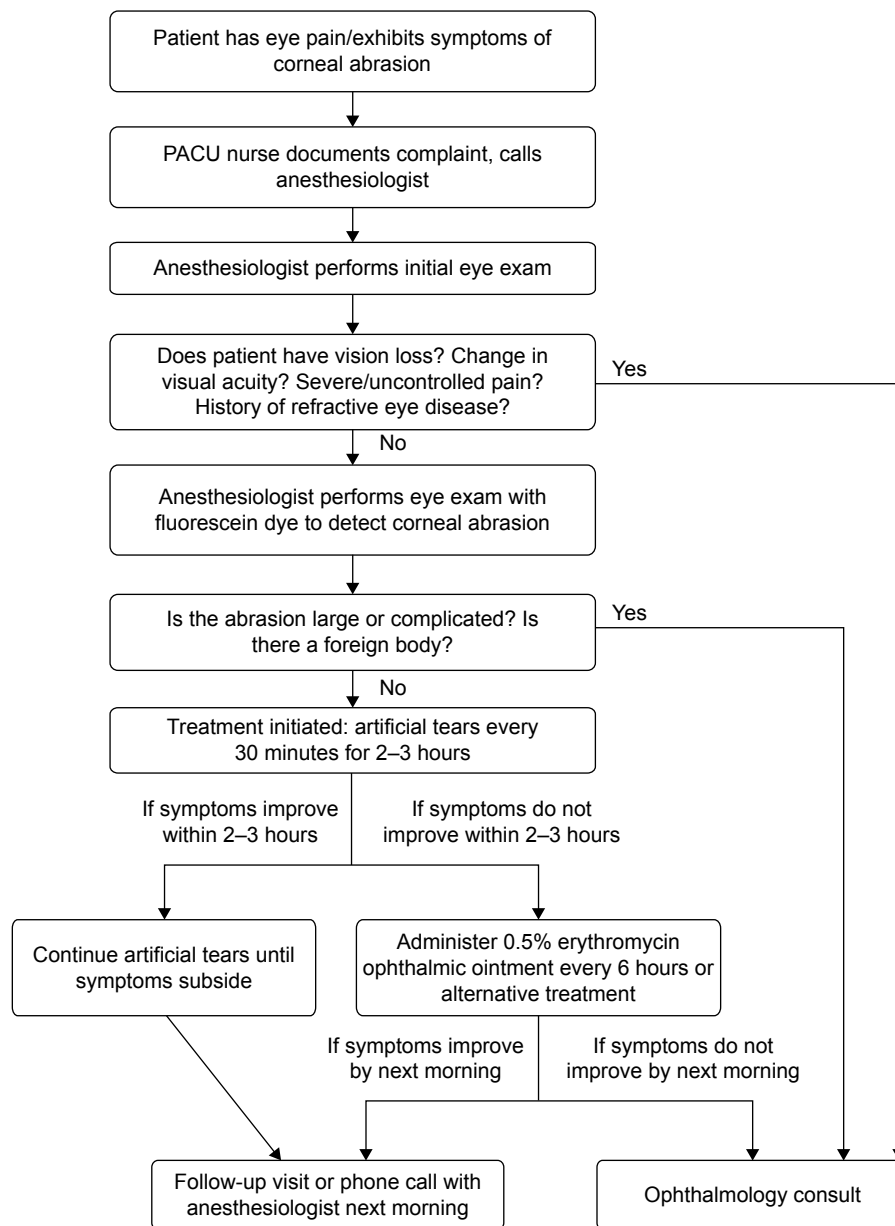 Patient has eye pain/exhibits symptoms of
corneal abrasion
PACU nurse documents complaint, calls
anesthesiologist
Anesthesiologist performs initial eye exam
Does patient have vision loss? Change in
visual acuity? Severe/uncontrolled pain?
History of refractive eye disease?
Yes
No
Anesthesiologist performs eye exam with
fluorescein dye to detect corneal abrasion
Is the abrasion large or complicated? Is
there a foreign body?
Yes
No
Treatment initiated: artificial tears every
30 minutes for 2–3 hours
If symptoms improve
within 2–3 hours
If symptoms do not
improve within 2–3 hours
Continue artificial tears until
symptoms subside
Administer 0.5% erythromycin
ophthalmic ointment every 6 hours or
alternative treatment
If symptoms improve
by next morning
If symptoms do not
improve by next morning
Follow-up visit or phone call with
anesthesiologist next morning
Ophthalmology consult